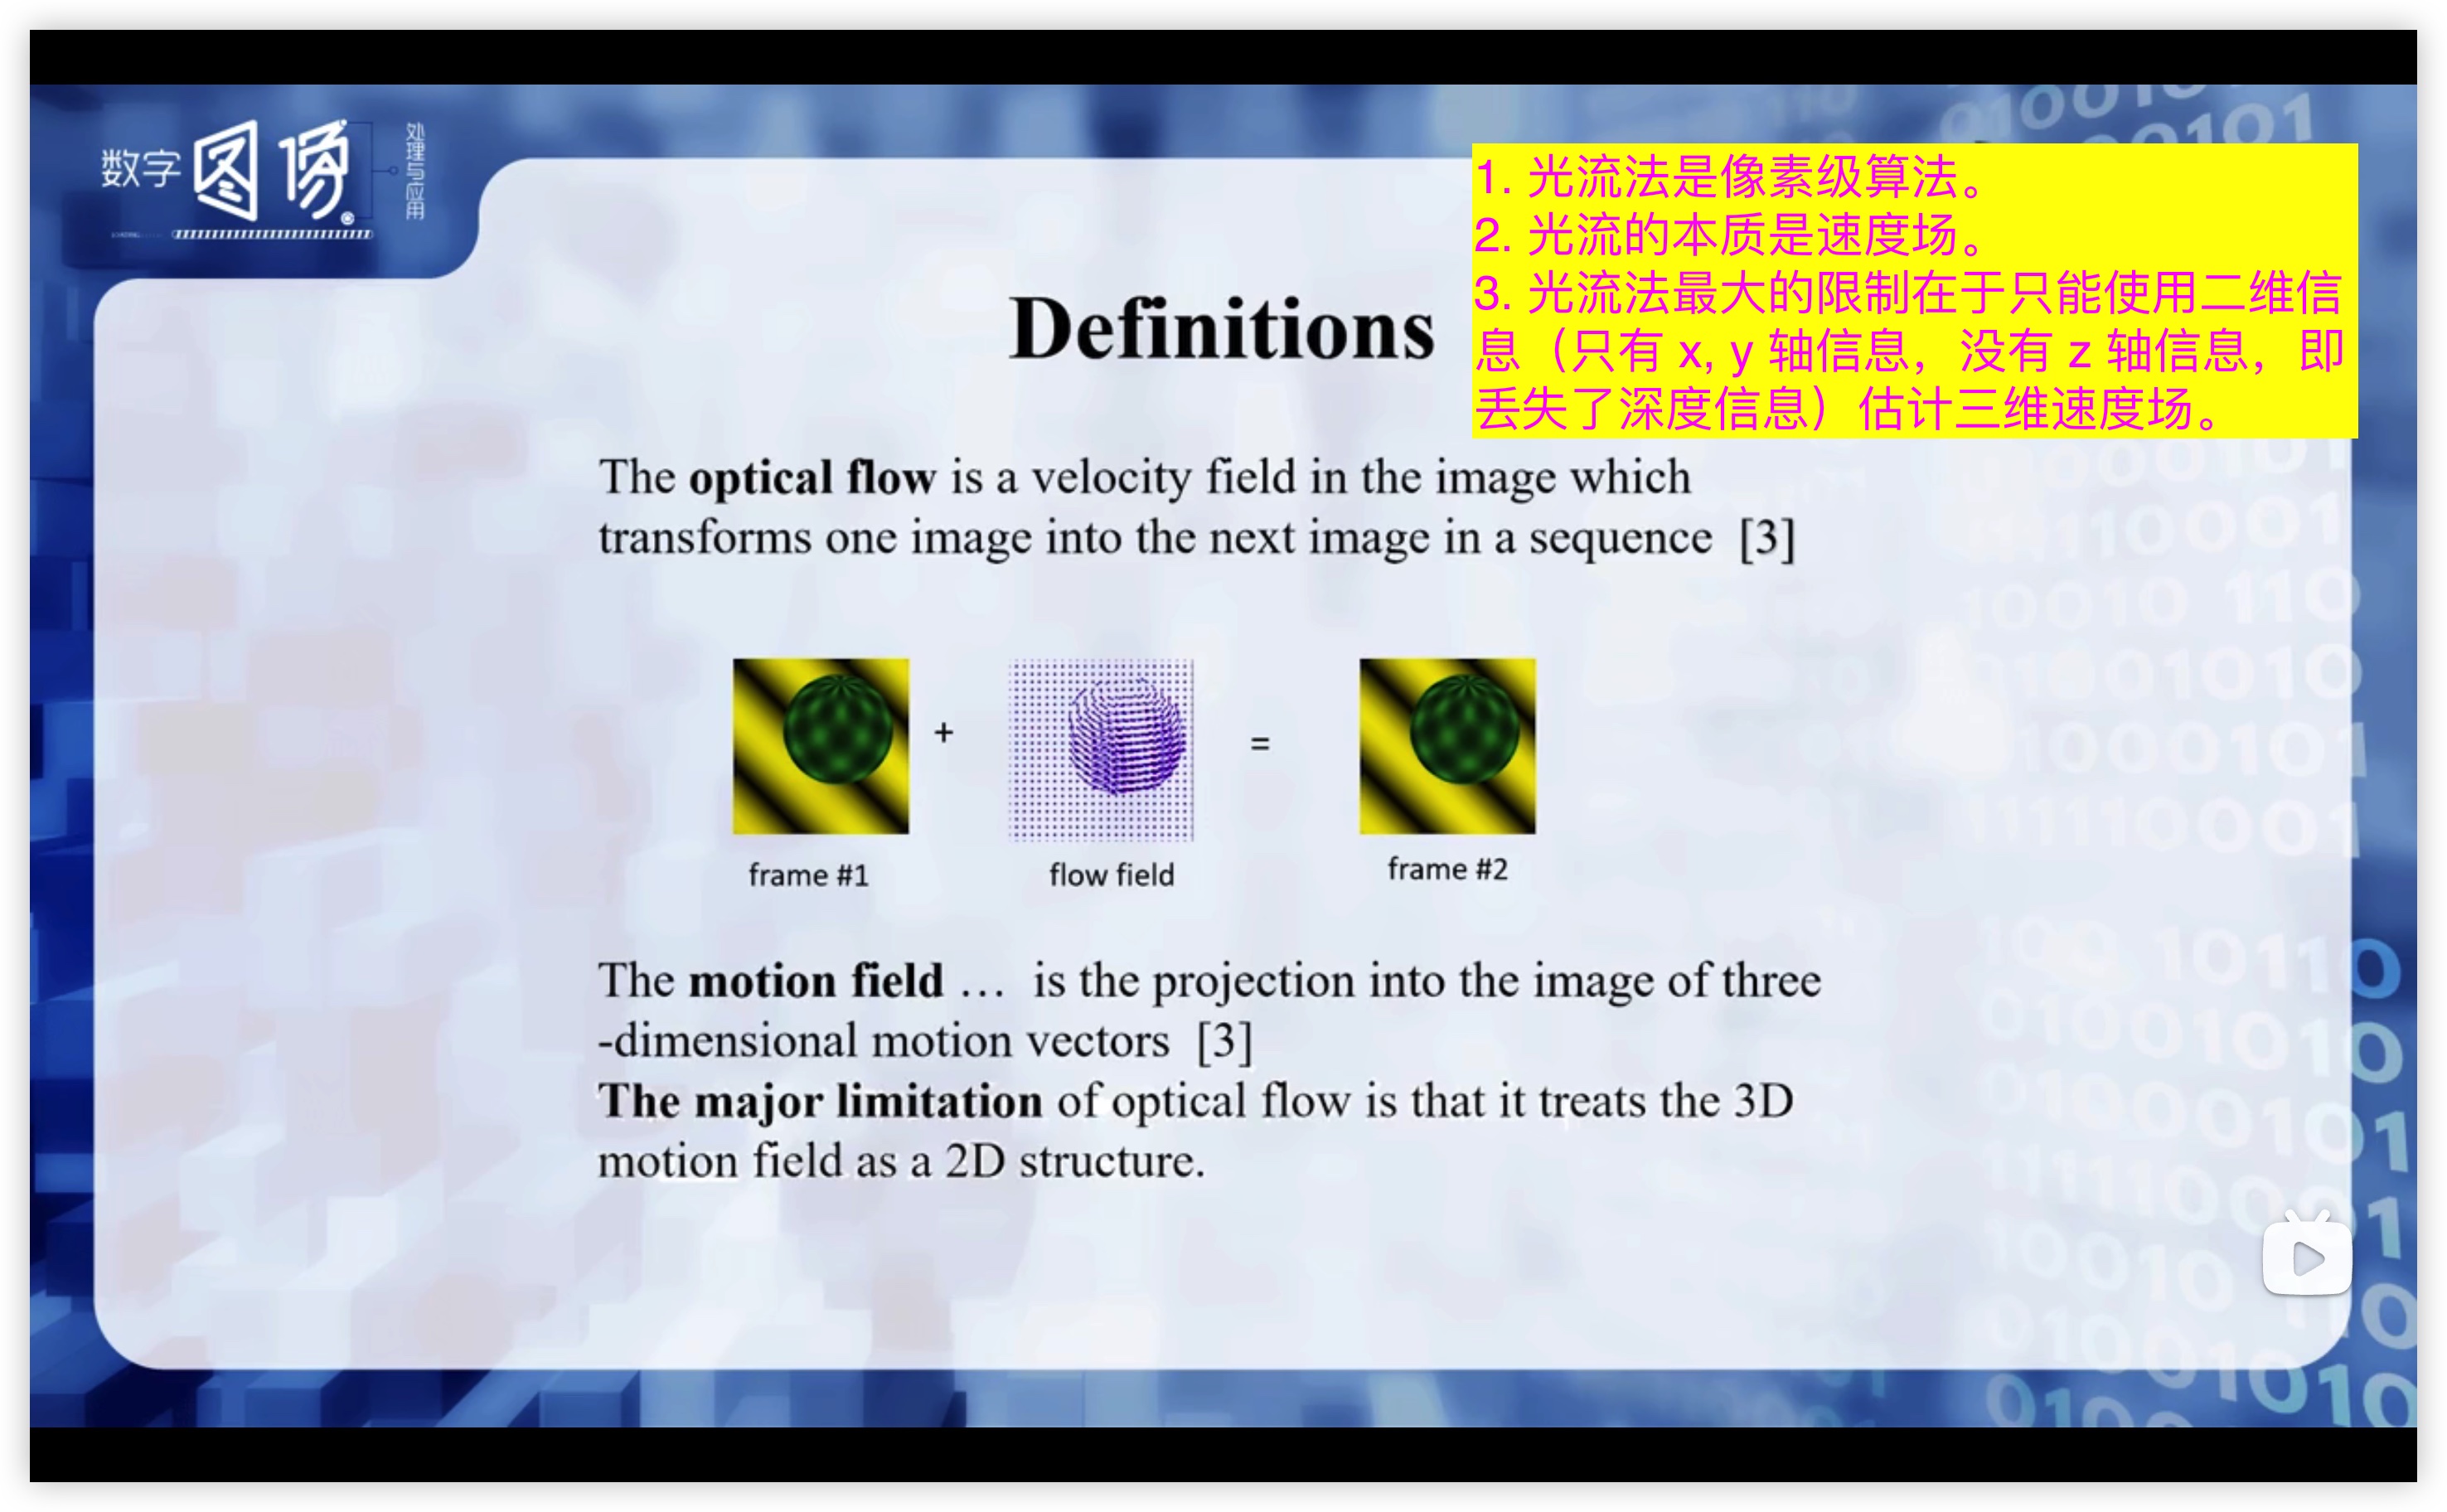 数字图像
处理与应用
1. 光流法是像素级算法。
2. 光流的本质是速度场。
3. 光流法最大的限制在于只能使用二维信
息（只有 x, y 轴信息，没有 z 轴信息，即
丢失了深度信息）估计三维速度场。
Definitions
The optical flow is a velocity field in the image which
transforms one image into the next image in a sequence [3]
+
=
frame #1
flow field
frame #2
The motion field … is the projection into the image of three
-dimensional motion vectors [3]
The major limitation of optical flow is that it treats the 3D
motion field as a 2D structure.